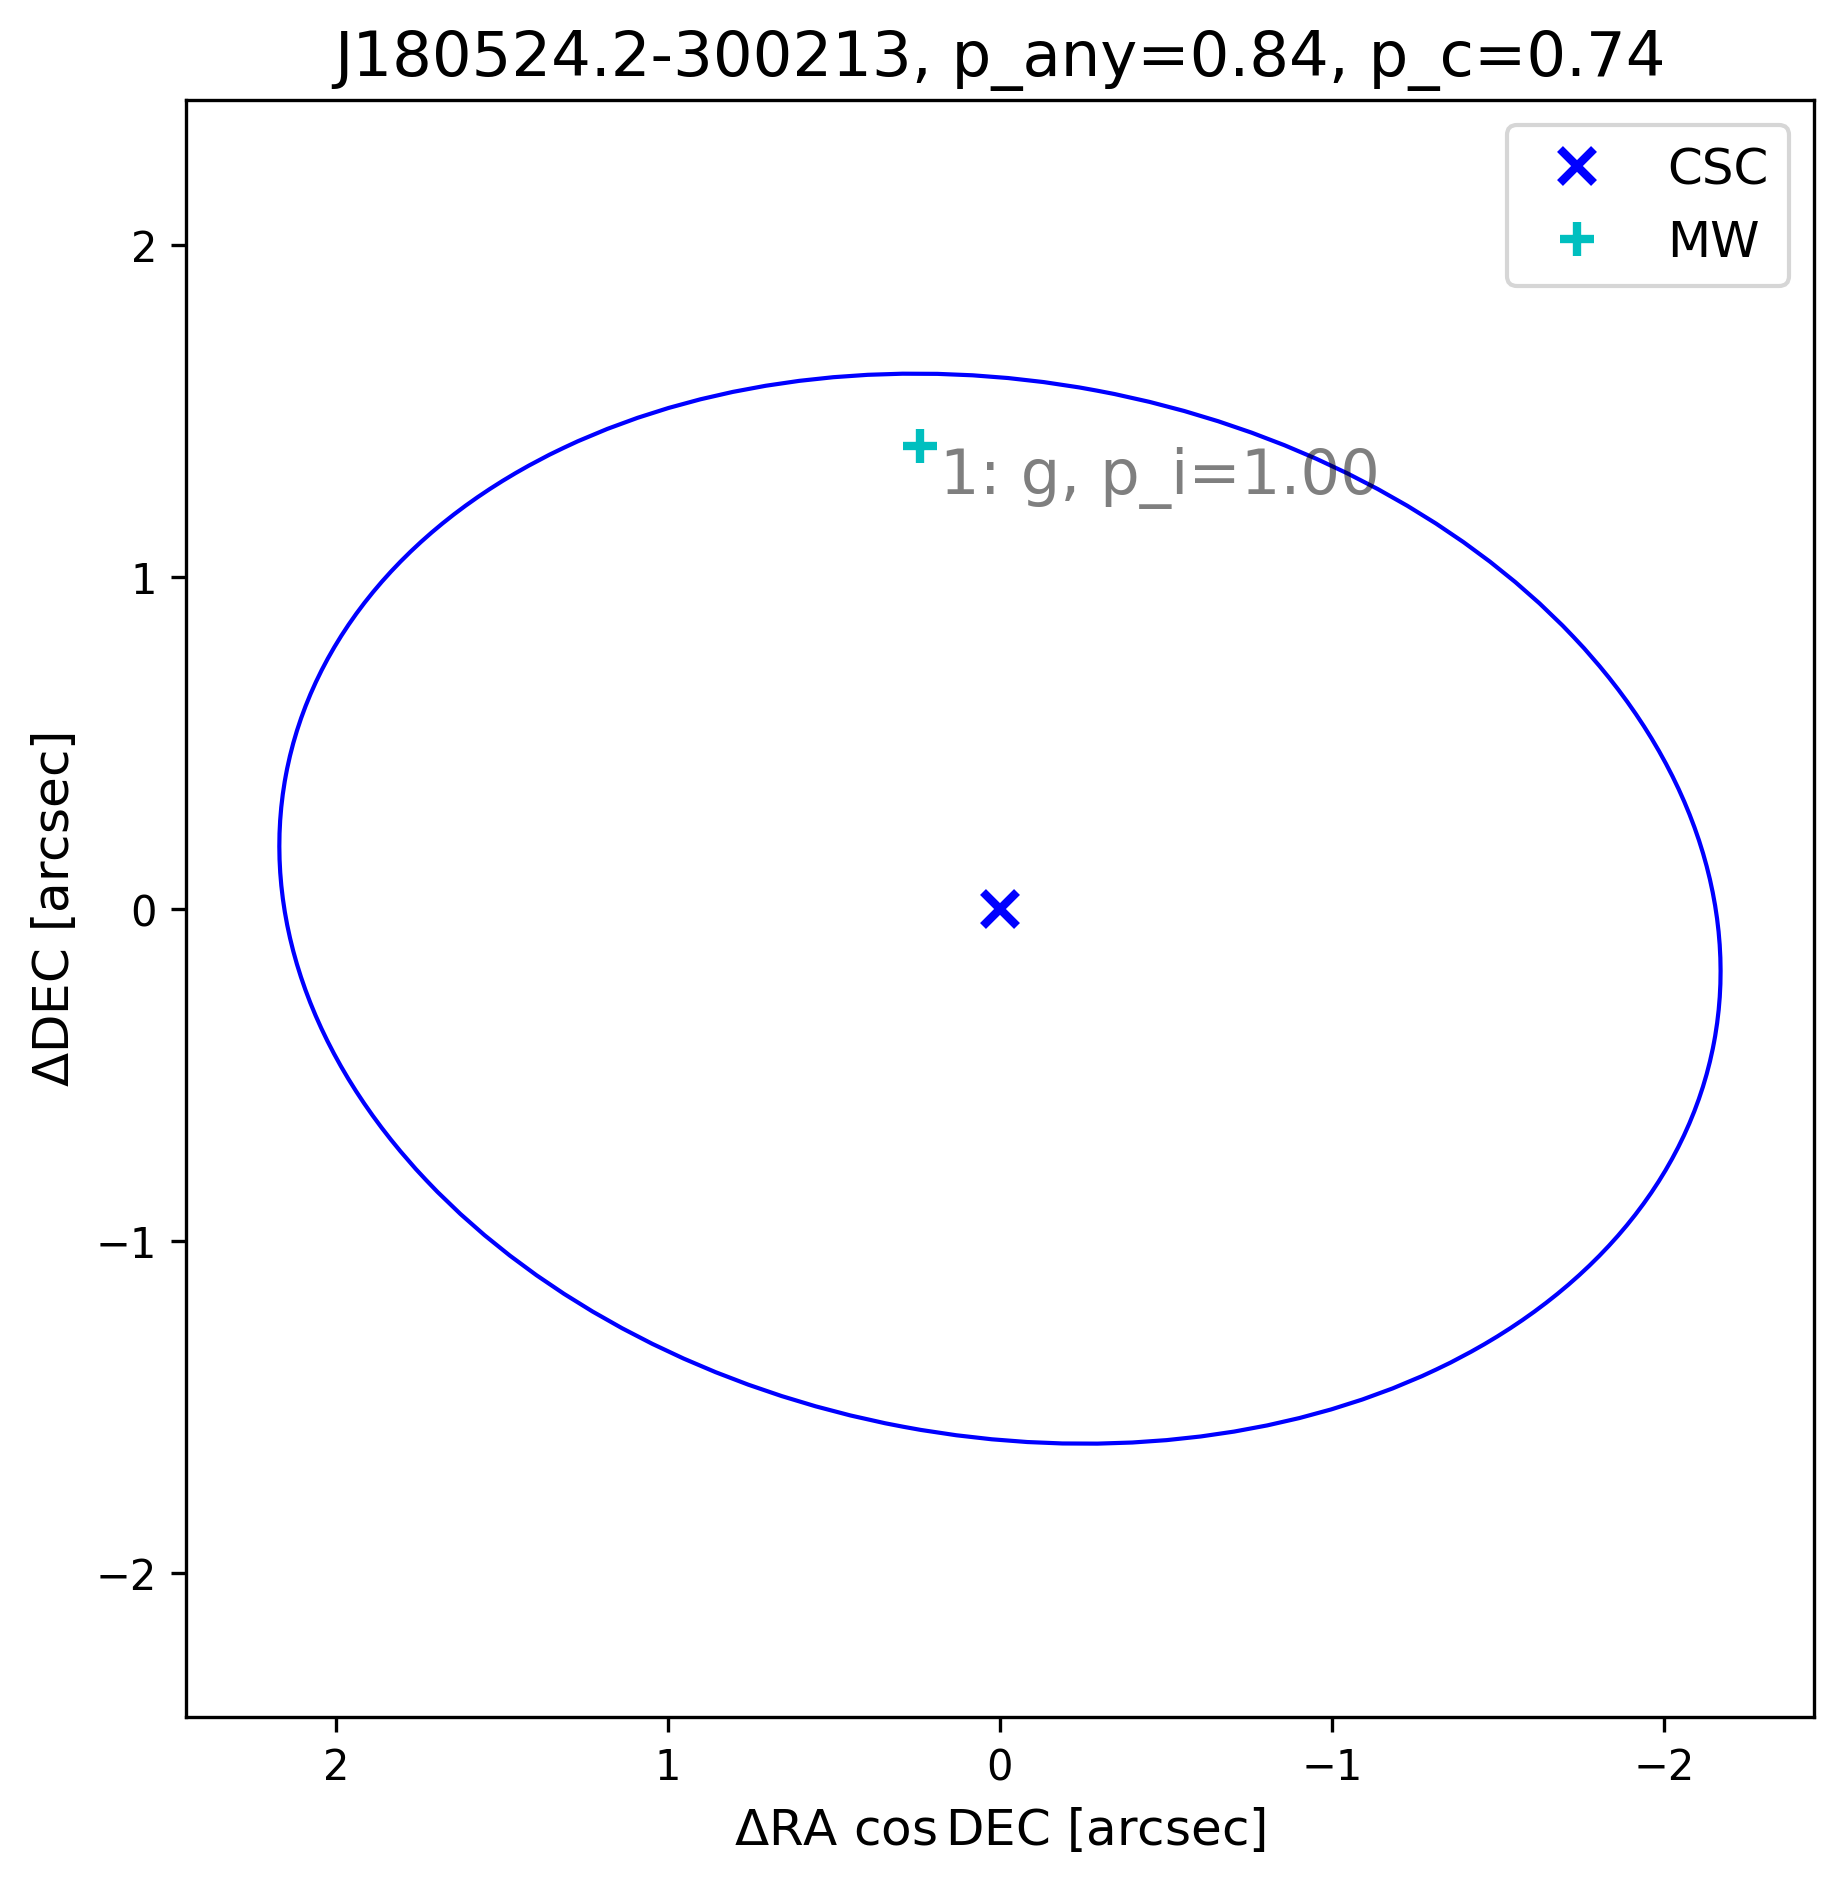 J180524.2-300213, p_any=0.84, p_c=0.74
CSC
MW
1: g, p_i=1.00
2
1
0
−1
−2
ΔDEC [arcsec]
2 1 0 −1 −2
ΔRA cos DEC [arcsec]